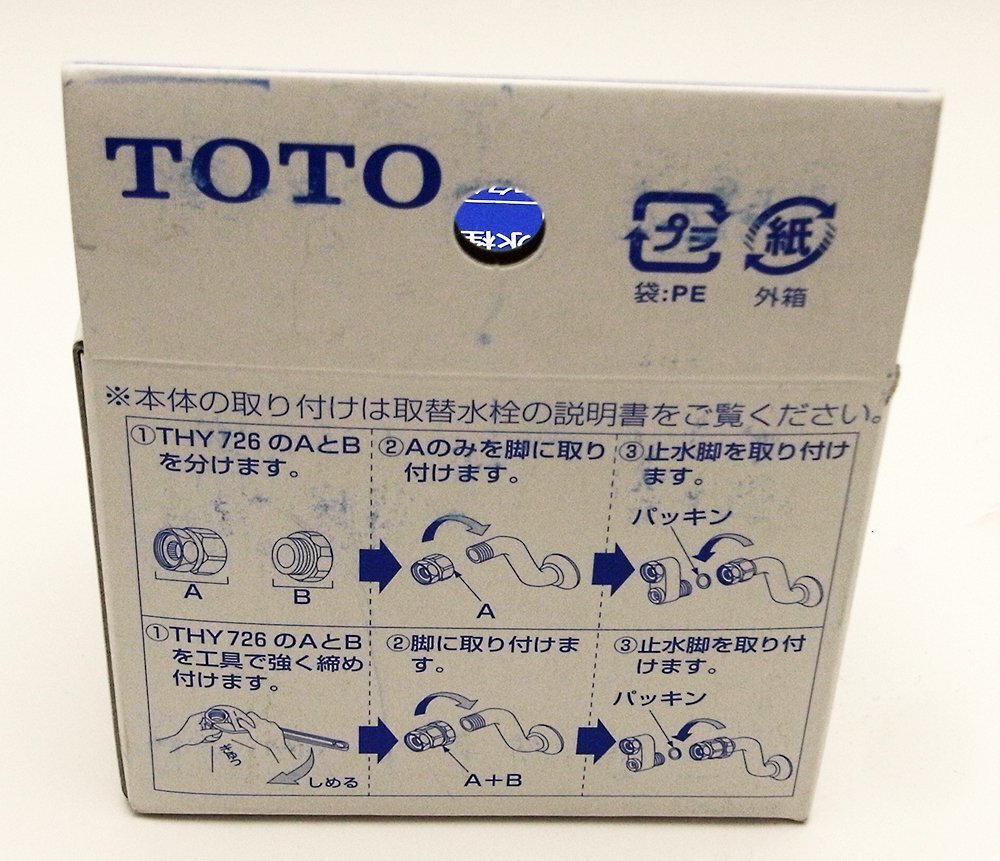 TOTO
水栓
プラ
紙
袋:PE
外箱
※本体の取り付けは取替水栓の説明書をご覧ください。
①THY726のAとB
を分けます。
A
B
②Aのみを脚に取り
付けます。
A
③止水脚を取り付け
ます。
パッキン
①THY726のAとB
を工具で強く締め
付けます。
しめる
②脚に取り付けま
す。
A+B
③止水脚を取り付
けます。
パッキン